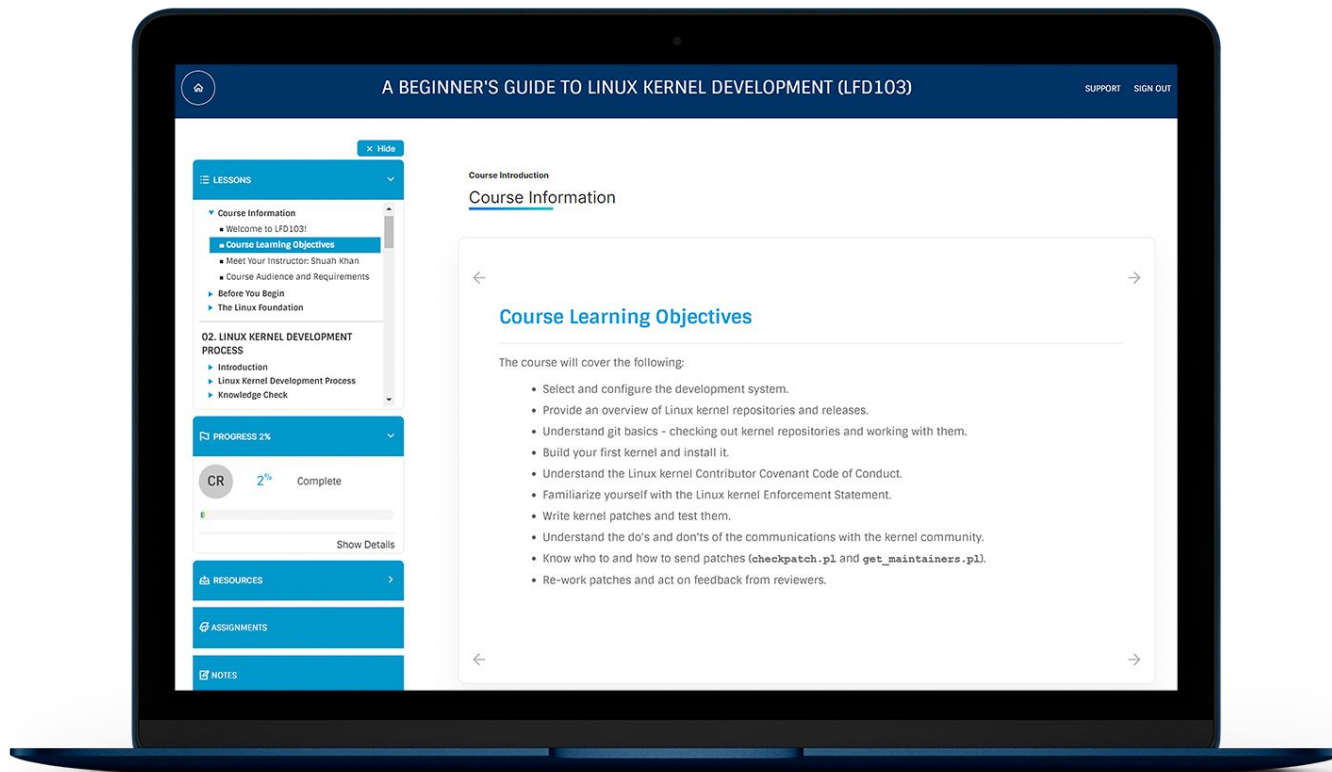 A BEGINNER'S GUIDE TO LINUX KERNEL DEVELOPMENT (LFD103)
SUPPORT SIGN OUT
× Hide
LESSONS
Course Information
Welcome to LFD103!
Course Learning Objectives
Meet Your Instructor: Shuah Khan
Course Audience and Requirements
Before You Begin
The Linux Foundation
02. LINUX KERNEL DEVELOPMENT
PROCESS
Introduction
Linux Kernel Development Process
Knowledge Check
PROGRESS 2%
CR 2% Complete
Show Details
RESOURCES
ASSIGNMENTS
NOTES
Course Introduction
Course Information
Course Learning Objectives
The course will cover the following:
• Select and configure the development system.
• Provide an overview of Linux kernel repositories and releases.
• Understand git basics - checking out kernel repositories and working with them.
• Build your first kernel and install it.
• Understand the Linux kernel Contributor Covenant Code of Conduct.
• Familiarize yourself with the Linux kernel Enforcement Statement.
• Write kernel patches and test them.
• Understand the do's and don'ts of the communications with the kernel community.
• Know who to and how to send patches (checkpatch.pl and get_maintainers.pl).
• Re-work patches and act on feedback from reviewers.